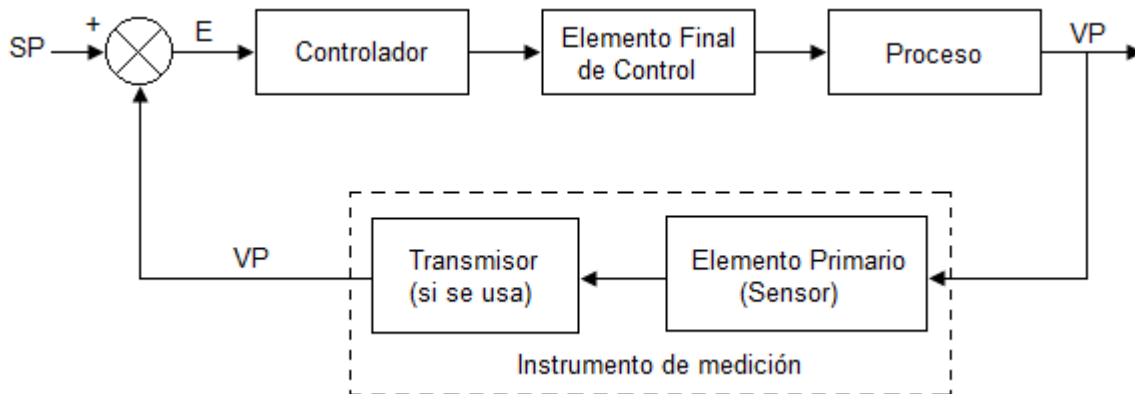 SP
+
E
Controlador
Elemento Final
de Control
Proceso
VP
VP
Transmisor
(si se usa)
Elemento Primario
(Sensor)
Instrumento de medición